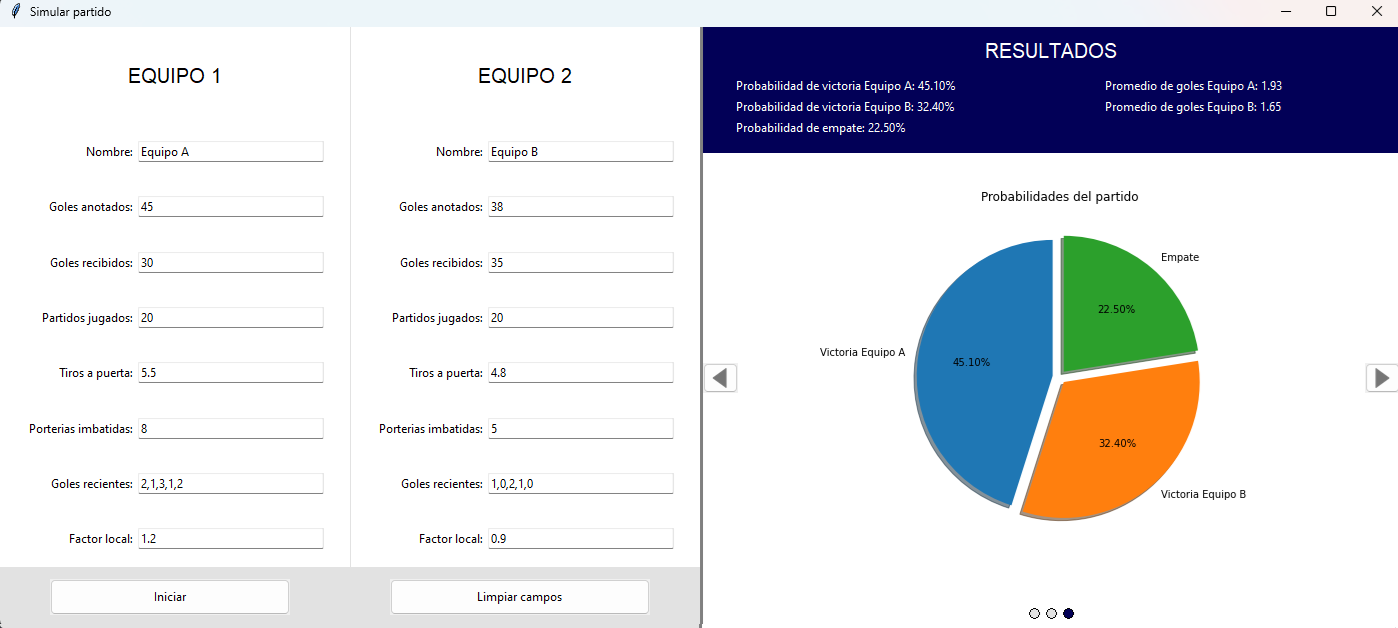 Simular partido
EQUIPO 1
Nombre: Equipo A
Goles anotados: 45
Goles recibidos: 30
Partidos jugados: 20
Tiros a puerta: 5.5
Porterias imbatidas: 8
Goles recientes: 2,1,3,1,2
Factor local: 1.2
Iniciar
EQUIPO 2
Nombre: Equipo B
Goles anotados: 38
Goles recibidos: 35
Partidos jugados: 20
Tiros a puerta: 4.8
Porterias imbatidas: 5
Goles recientes: 1,0,2,1,0
Factor local: 0.9
Limpiar campos
RESULTADOS
Probabilidad de victoria Equipo A: 45.10%
Probabilidad de victoria Equipo B: 32.40%
Probabilidad de empate: 22.50%
Promedio de goles Equipo A: 1.93
Promedio de goles Equipo B: 1.65
Probabilidades del partido
Empate
22.50%
Victoria Equipo A
45.10%
32.40%
Victoria Equipo B